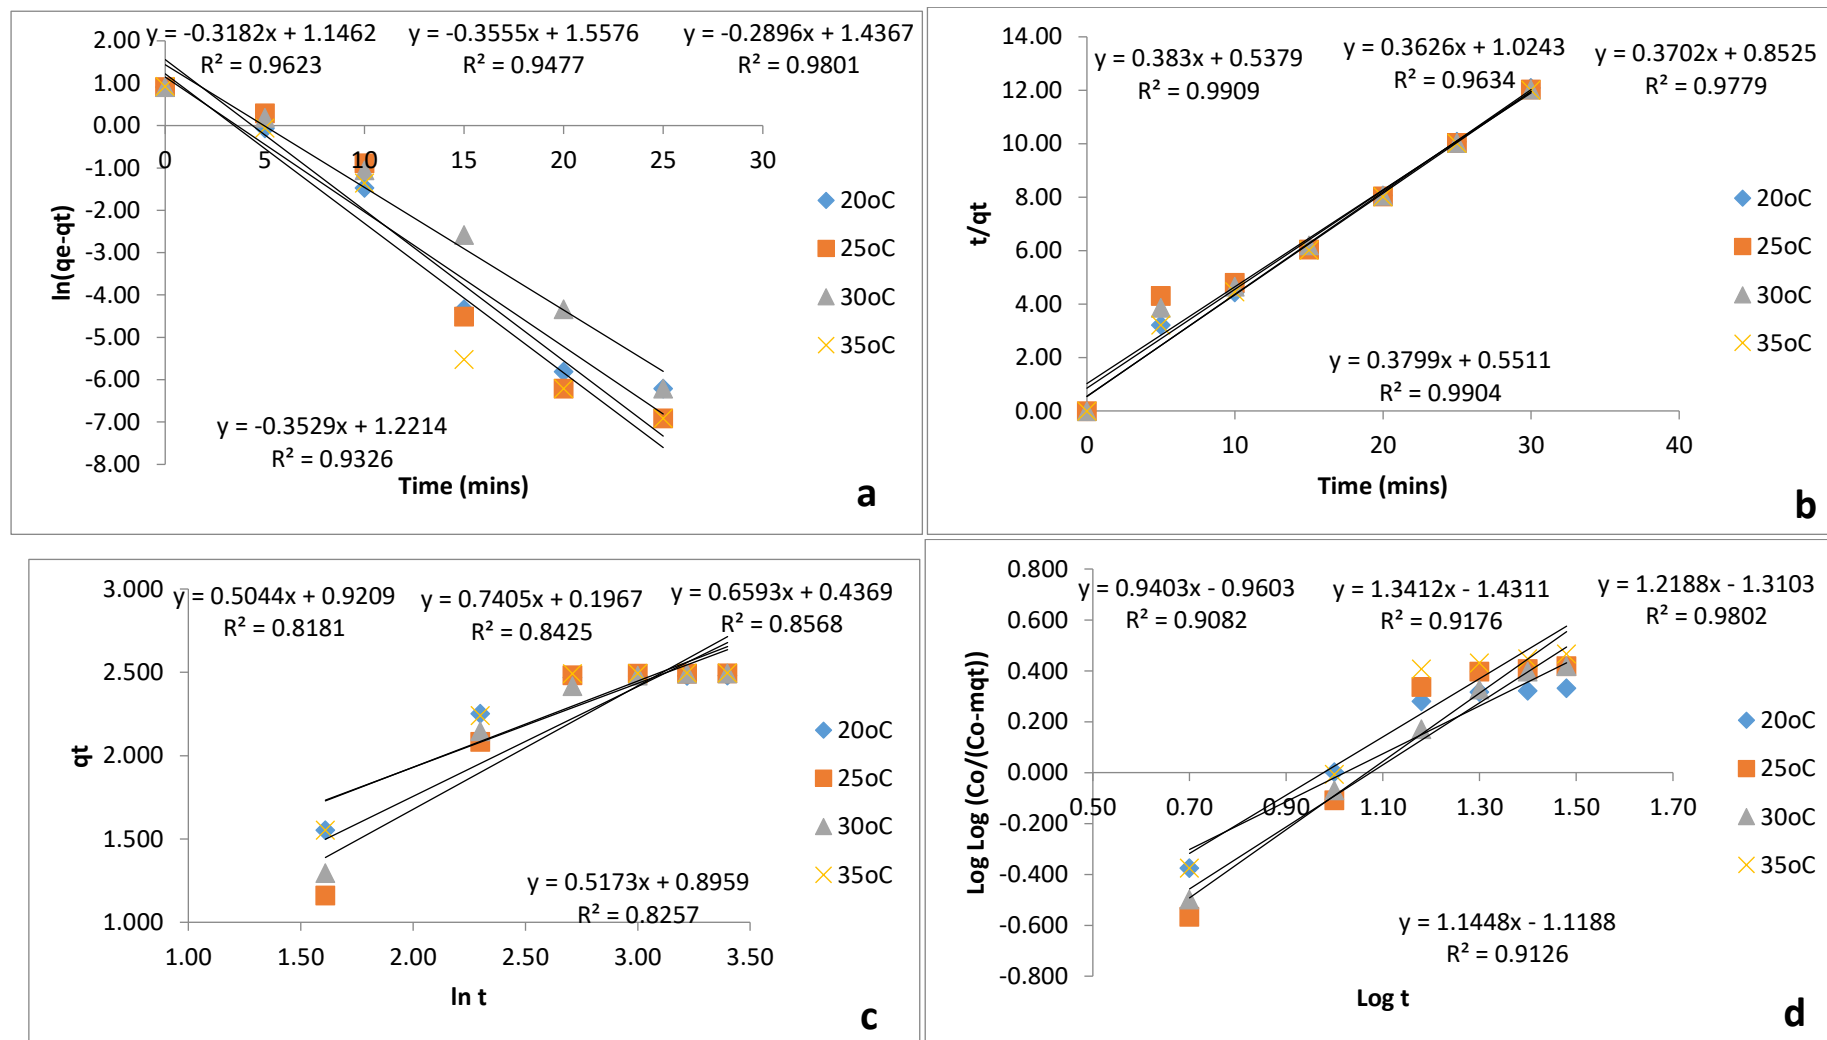 y = -0.3182x + 1.1462
R² = 0.9623
y = -0.3555x + 1.5576
R² = 0.9477
y = -0.2896x + 1.4367
R² = 0.9801
2.00
1.00
0.00
-1.00
-2.00
-3.00
-4.00
-5.00
-6.00
-7.00
-8.00
0 5 10 15 20 25 30
ln(qe-qt)
Time (mins)
y = -0.3529x + 1.2214
R² = 0.9326
20oC
25oC
30oC
35oC
a
y = 0.383x + 0.5379
R² = 0.9909
y = 0.3626x + 1.0243
R² = 0.9634
y = 0.3702x + 0.8525
R² = 0.9779
14.00
12.00
10.00
8.00
6.00
4.00
2.00
0.00
0 10 20 30 40
t/qt
Time (mins)
y = 0.3799x + 0.5511
R² = 0.9904
20oC
25oC
30oC
35oC
b
y = 0.5044x + 0.9209
R² = 0.8181
y = 0.7405x + 0.1967
R² = 0.8425
y = 0.6593x + 0.4369
R² = 0.8568
3.000
2.500
2.000
1.500
1.000
1.00 1.50 2.00 2.50 3.00 3.50
qt
ln t
y = 0.5173x + 0.8959
R² = 0.8257
20oC
25oC
30oC
35oC
c
y = 0.9403x - 0.9603
R² = 0.9082
y = 1.3412x - 1.4311
R² = 0.9176
y = 1.2188x - 1.3103
R² = 0.9802
0.800
0.600
0.400
0.200
0.000
-0.200
-0.400
-0.600
-0.800
0.50 0.70 0.90 1.10 1.30 1.50 1.70
Log Log (Co/(Co-mqt))
Log t
y = 1.1448x - 1.1188
R² = 0.9126
20oC
25oC
30oC
35oC
d